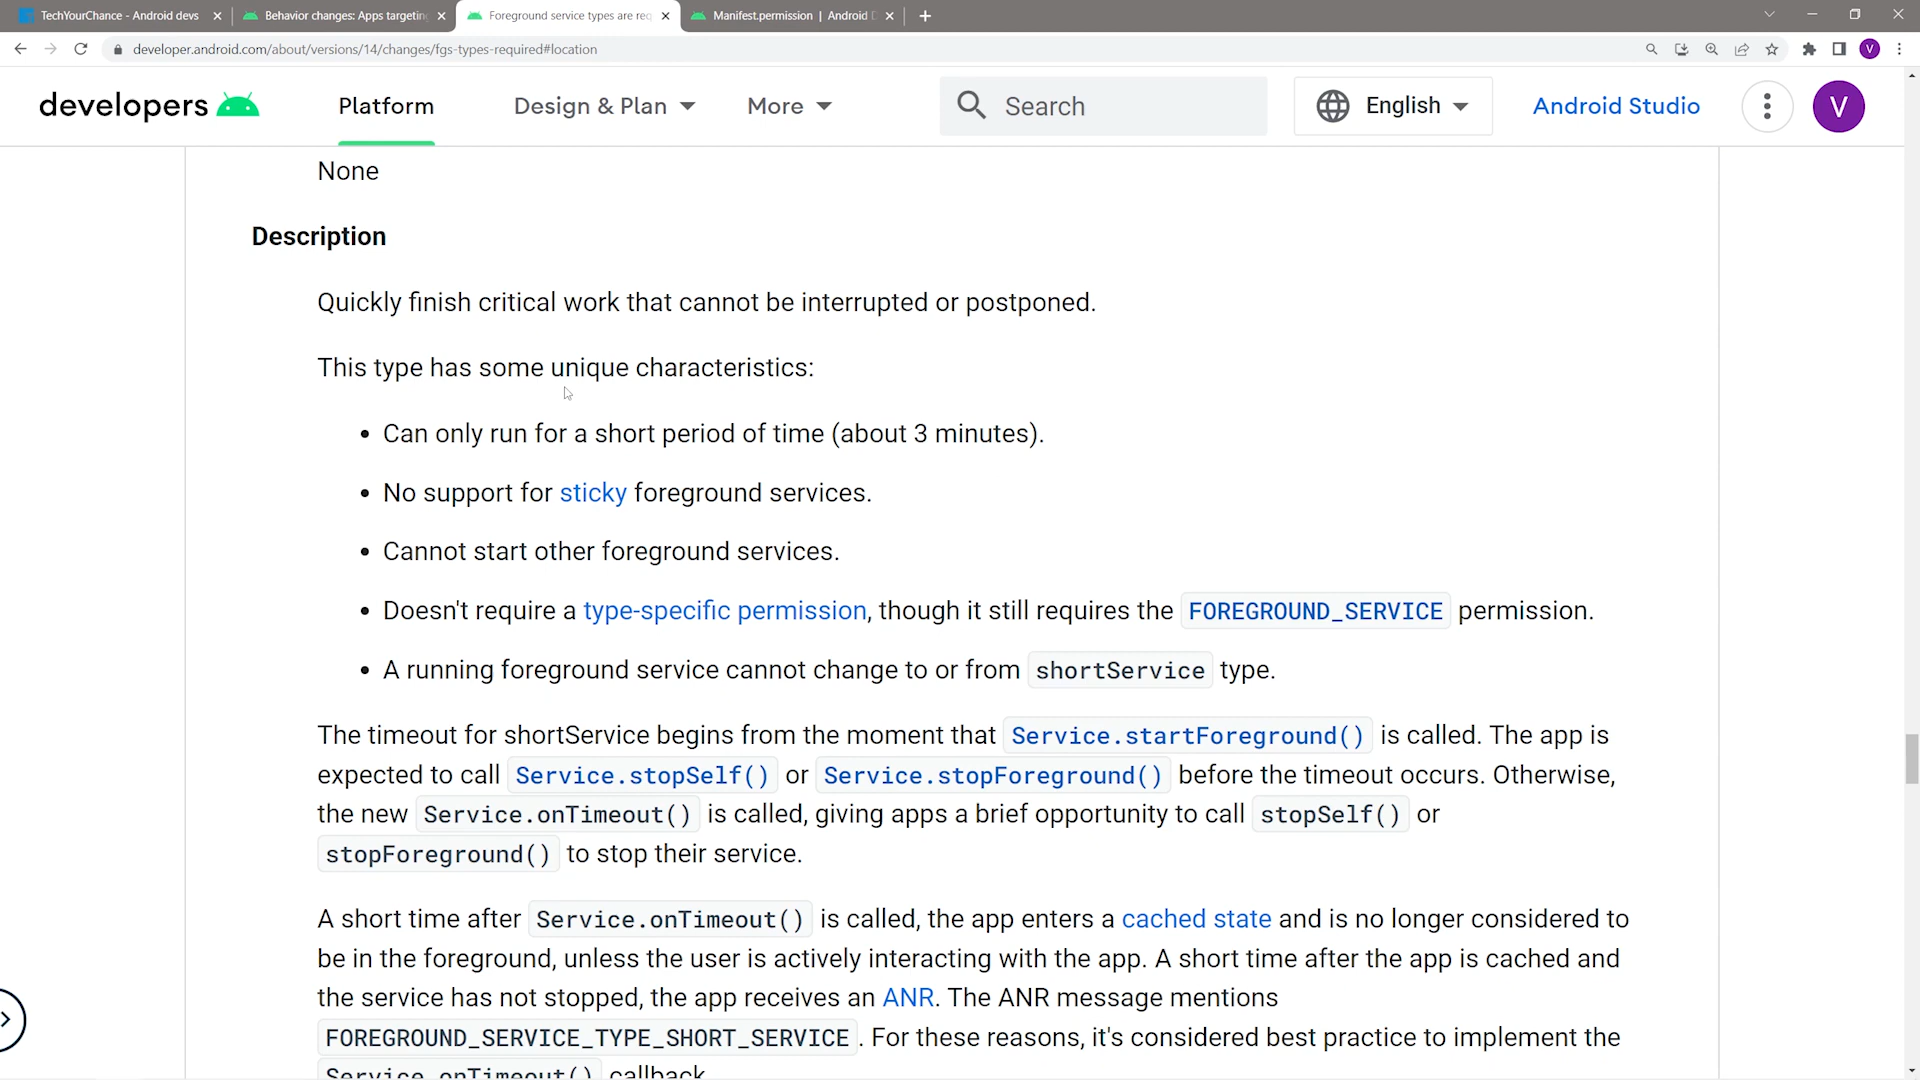 TechYourChance - Android devs
Behavior changes: Apps targeting
Foreground service types are req
Manifest.permission | Android D
developer.android.com/about/versions/14/changes/fgs-types-required#location
V
developers
Platform
Design & Plan
More
Search
English
Android Studio
V
None
Description
Quickly finish critical work that cannot be interrupted or postponed.
This type has some unique characteristics:
• Can only run for a short period of time (about 3 minutes).
• No support for sticky foreground services.
• Cannot start other foreground services.
• Doesn't require a type-specific permission, though it still requires the FOREGROUND_SERVICE permission.
• A running foreground service cannot change to or from shortService type.
The timeout for shortService begins from the moment that Service.startForeground() is called. The app is
expected to call Service.stopSelf() or Service.stopForeground() before the timeout occurs. Otherwise,
the new Service.onTimeout() is called, giving apps a brief opportunity to call stopSelf() or
stopForeground() to stop their service.
A short time after Service.onTimeout() is called, the app enters a cached state and is no longer considered to
be in the foreground, unless the user is actively interacting with the app. A short time after the app is cached and
the service has not stopped, the app receives an ANR. The ANR message mentions
FOREGROUND_SERVICE_TYPE_SHORT_SERVICE. For these reasons, it's considered best practice to implement the
Service.onTimeout() callback.